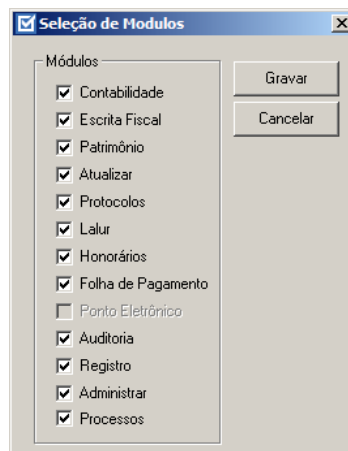 Seleção de Modulos
Módulos
Contabilidade
Escrita Fiscal
Patrimônio
Atualizar
Protocolos
Lalur
Honorários
Folha de Pagamento
Ponto Eletrônico
Auditoria
Registro
Administrar
Processos
Gravar
Cancelar